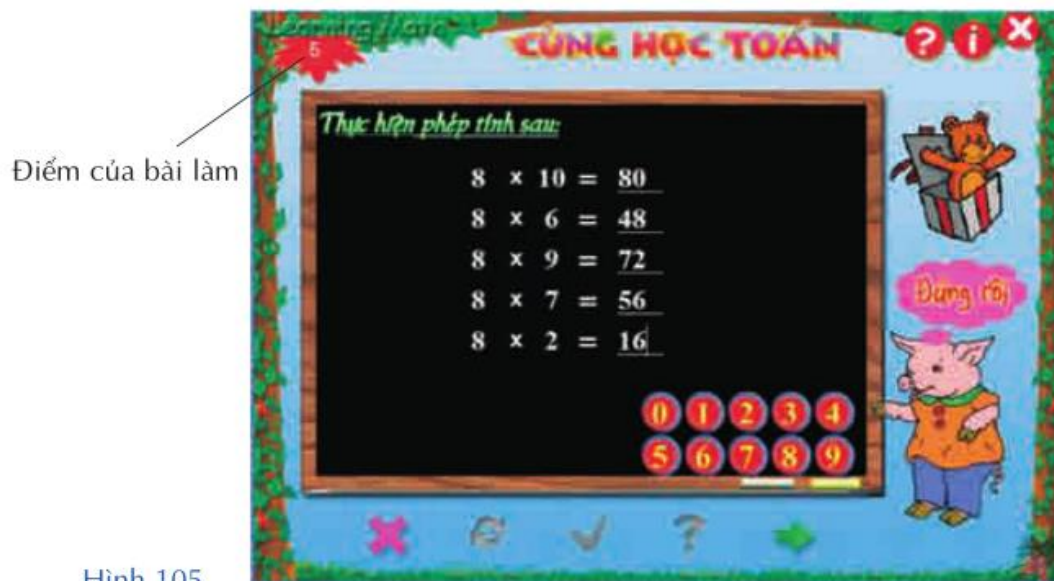 Learning Math
5
CÙNG HỌC TOÁN
? i X
Điểm của bài làm
Thực hiện phép tính sau:
8 × 10 = 80
8 × 6 = 48
8 × 9 = 72
8 × 7 = 56
8 × 2 = 16
Đúng rồi
0 1 2 3 4
5 6 7 8 9
?
Hình 105